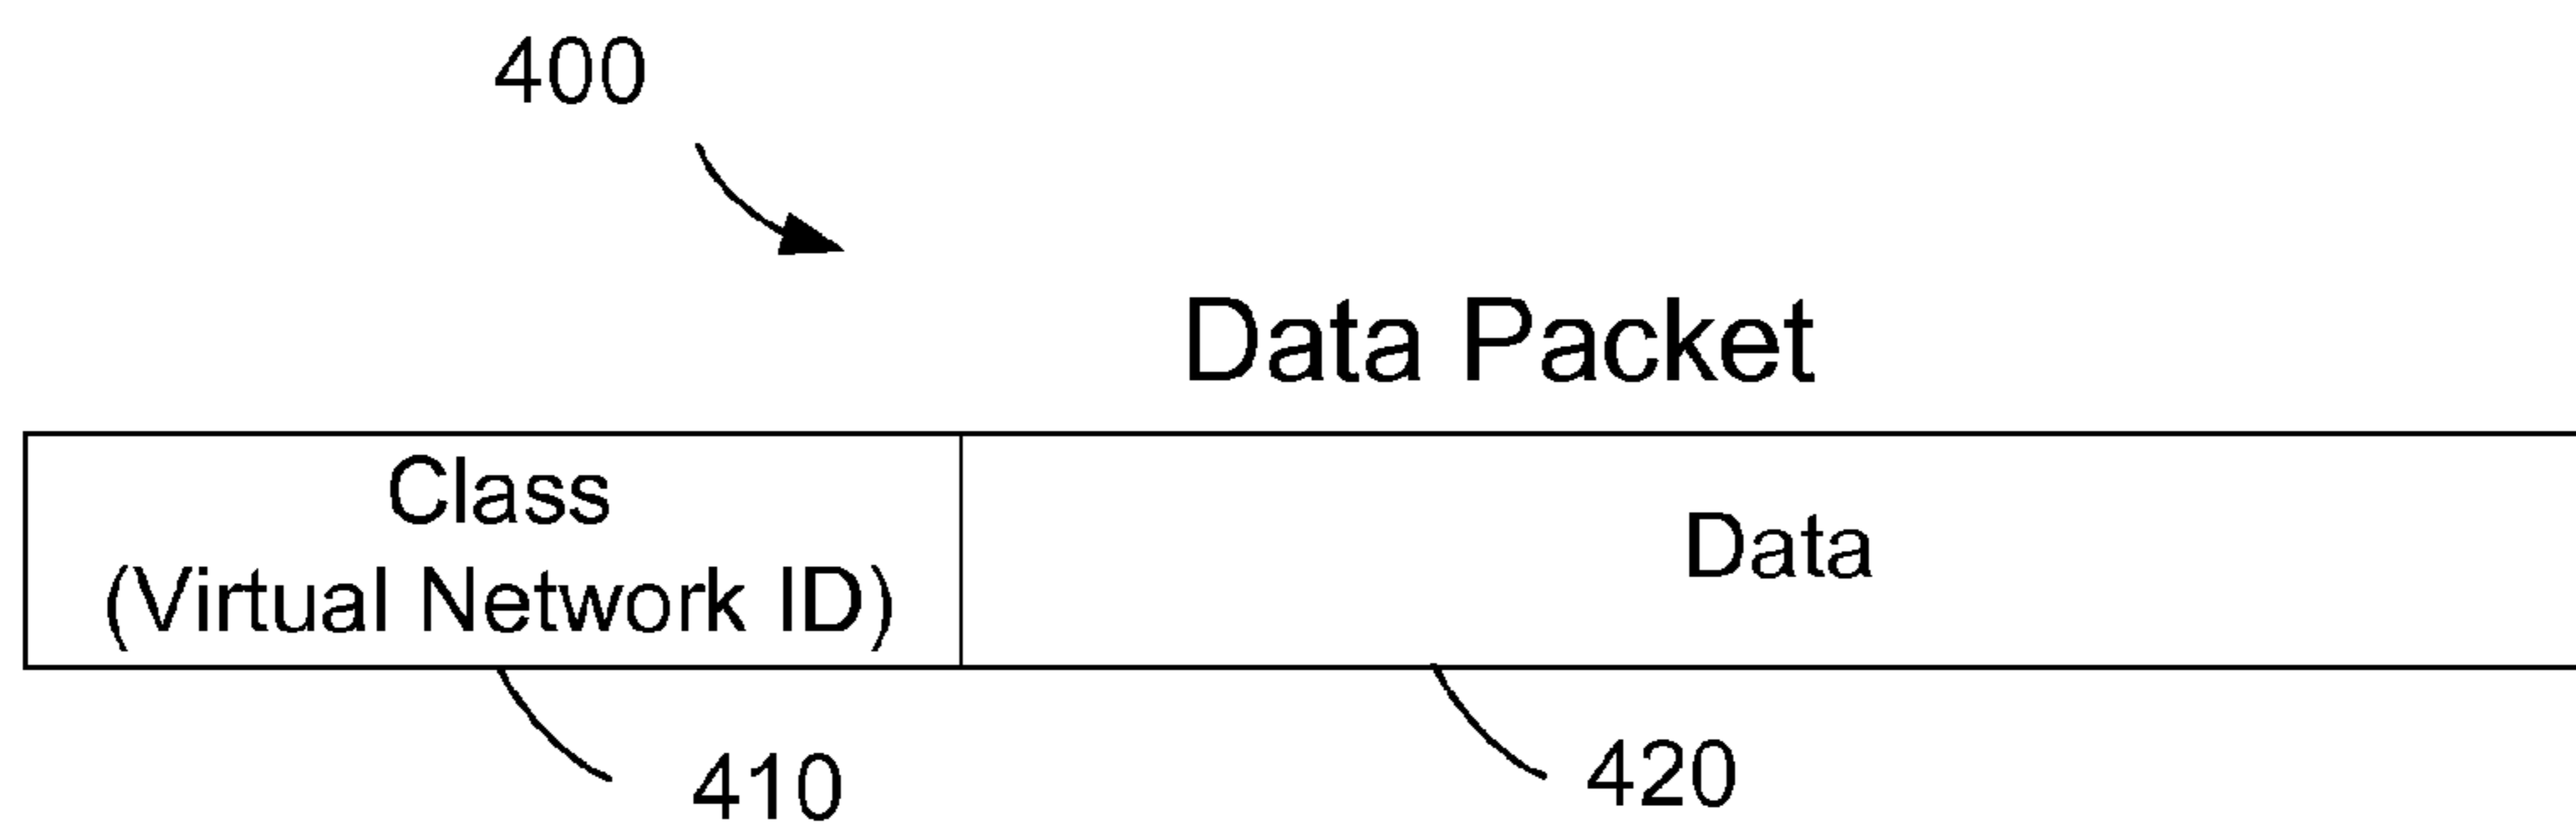 400
Data Packet
Class
(Virtual Network ID)
Data
410
420